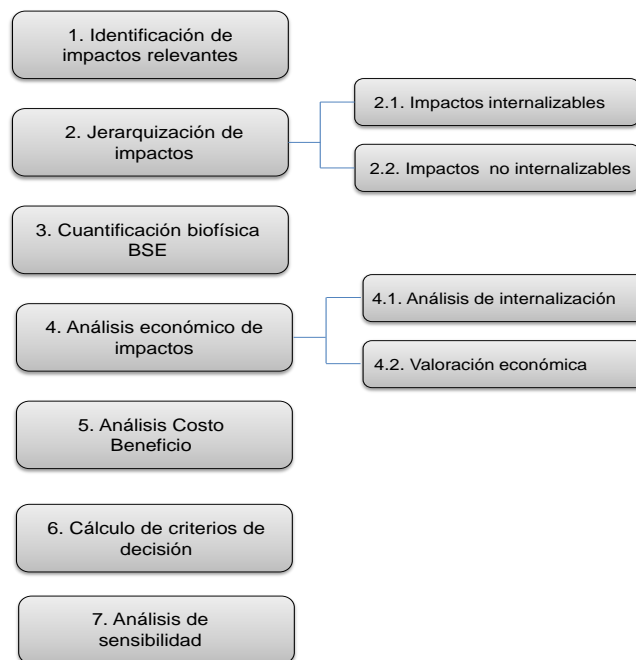 1. Identificación de
impactos relevantes
2. Jerarquización de
impactos
2.1. Impactos internalizables
2.2. Impactos no internalizables
3. Cuantificación biofísica
BSE
4. Análisis económico de
impactos
4.1. Análisis de internalización
4.2. Valoración económica
5. Análisis Costo
Beneficio
6. Cálculo de criterios de
decisión
7. Análisis de
sensibilidad